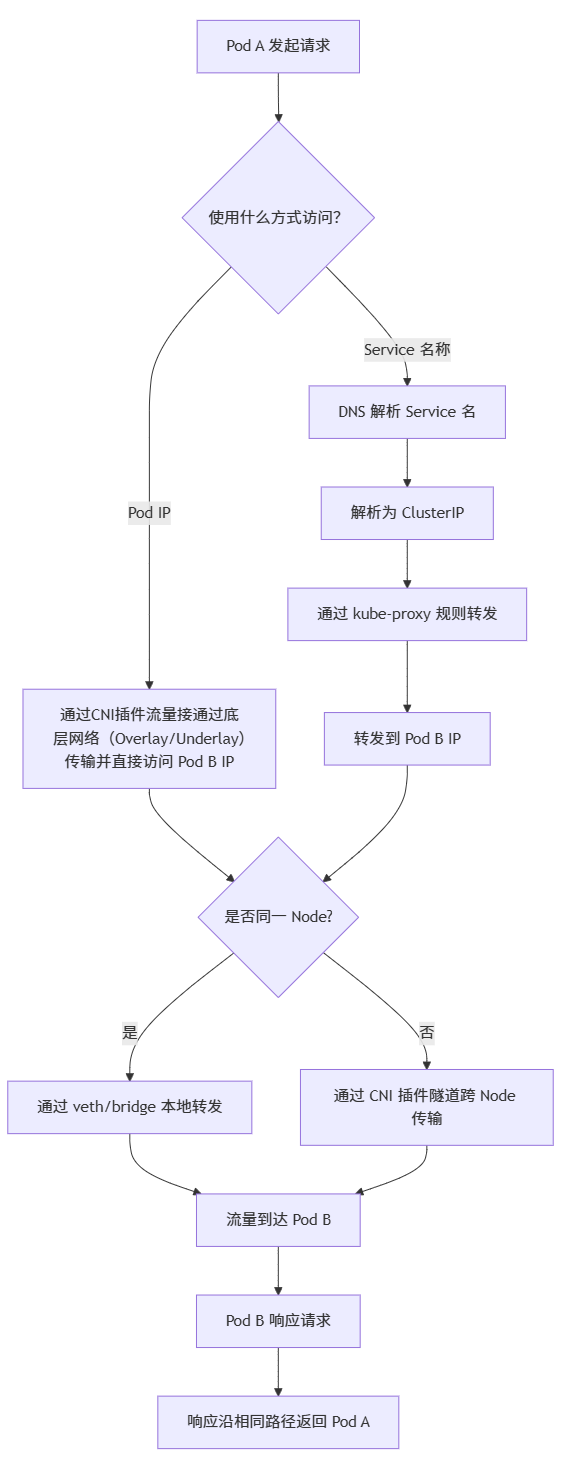 Pod A 发起请求
使用什么方式访问?
Service 名称
DNS 解析 Service 名
解析为 ClusterIP
Pod IP
通过 kube-proxy 规则转发
通过CNI插件流量接通过底
层网络（Overlay/Underlay）
传输并直接访问 Pod B IP
转发到 Pod B IP
是否同一 Node?
是
否
通过 veth/bridge 本地转发
通过 CNI 插件隧道跨 Node
传输
流量到达 Pod B
Pod B 响应请求
响应沿相同路径返回 Pod A